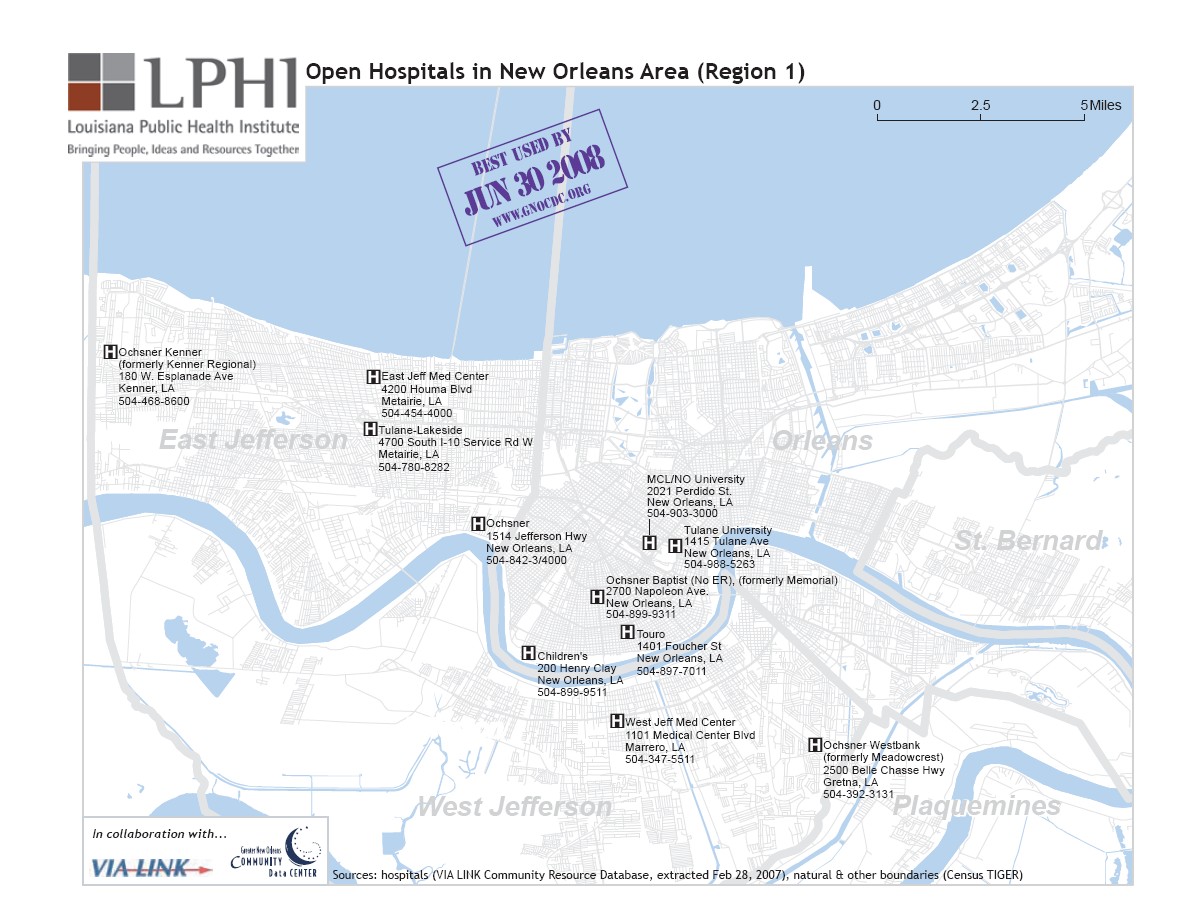 LPHI
Louisiana Public Health Institute
Bringing People, Ideas and Resources Together
Open Hospitals in New Orleans Area (Region 1)
0 2.5 5 Miles
BEST USED BY
JUN 30 2008
WWW.GNOCDC.ORG
H Ochsner Kenner
(formerly Kenner Regional)
180 W. Esplanade Ave
Kenner, LA
504-468-8600
H East Jeff Med Center
4200 Houma Blvd
Metairie, LA
504-454-4000
H Tulane-Lakeside
4700 South I-10 Service Rd W
Metairie, LA
504-780-8282
East Jefferson
Orleans
MCL/NO University
2021 Perdido St.
New Orleans, LA
504-903-3000
H
H Ochsner
1514 Jefferson Hwy
New Orleans, LA
504-842-3/4000
H Tulane University
1415 Tulane Ave
New Orleans, LA
504-988-5263
St. Bernard
Ochsner Baptist (No ER), (formerly Memorial)
H 2700 Napoleon Ave.
New Orleans, LA
504-899-9311
H Touro
1401 Foucher St
New Orleans, LA
504-897-7011
H Children's
200 Henry Clay
New Orleans, LA
504-899-9511
H West Jeff Med Center
1101 Medical Center Blvd
Marrero, LA
504-347-5511
H Ochsner Westbank
(formerly Meadowcrest)
2500 Belle Chasse Hwy
Gretna, LA
504-392-3131
West Jefferson
Plaquemines
In collaboration with...
VIA LINK
Greater New Orleans
COMMUNITY
DATA CENTER
Sources: hospitals (VIA LINK Community Resource Database, extracted Feb 28, 2007), natural & other boundaries (Census TIGER)